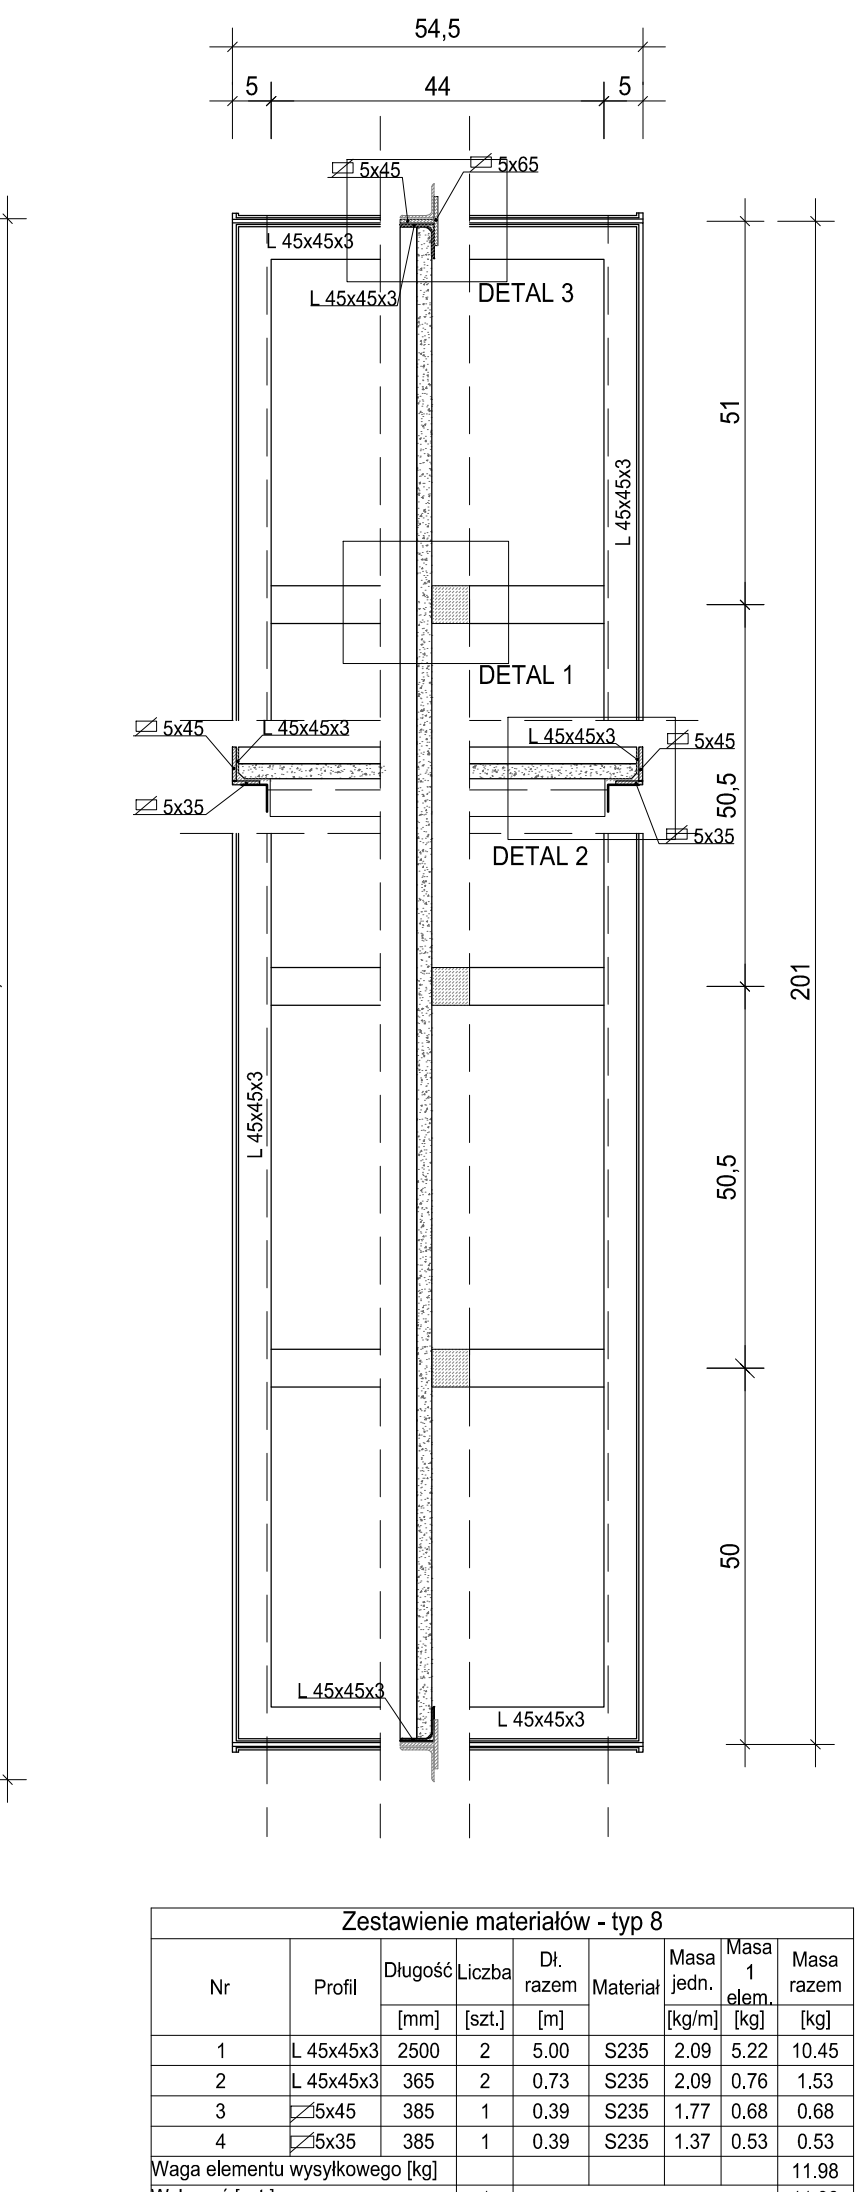 54,5
5
44
5
5x45
5x65
L 45x45x3
L 45x45x3
DETAL 3
51
L 45x45x3
DETAL 1
5x45
L 45x45x3
L 45x45x3
5x45
50,5
5x35
5x35
DETAL 2
201
L 45x45x3
50,5
50
L 45x45x3
L 45x45x3
Zestawienie materiałów - typ 8
Nr Profil Długość Liczba Dł. razem Materiał Masa jedn. Masa 1 elem. Masa razem
[mm] [szt.] [m] [kg/m] [kg] [kg]
1 L 45x45x3 2500 2 5.00 S235 2.09 5.22 10.45
2 L 45x45x3 365 2 0.73 S235 2.09 0.76 1.53
3 5x45 385 1 0.39 S235 1.77 0.68 0.68
4 5x35 385 1 0.39 S235 1.37 0.53 0.53
Waga elementu wysyłkowego [kg] 11.98